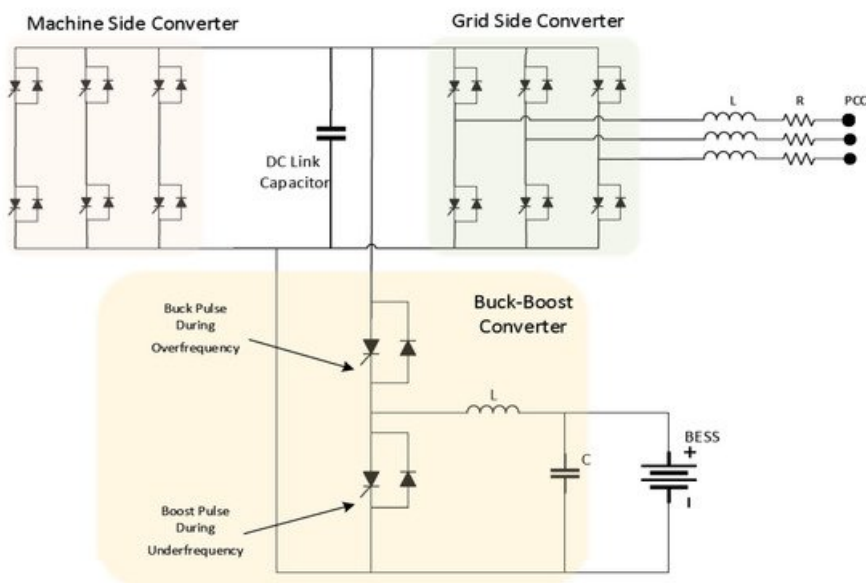 Machine Side Converter
Grid Side Converter
L
R
PCC
DC Link
Capacitor
Buck-Boost
Converter
Buck Pulse
During
Overfrequency
L
BESS
+
C
Boost Pulse
During
Underfrequency